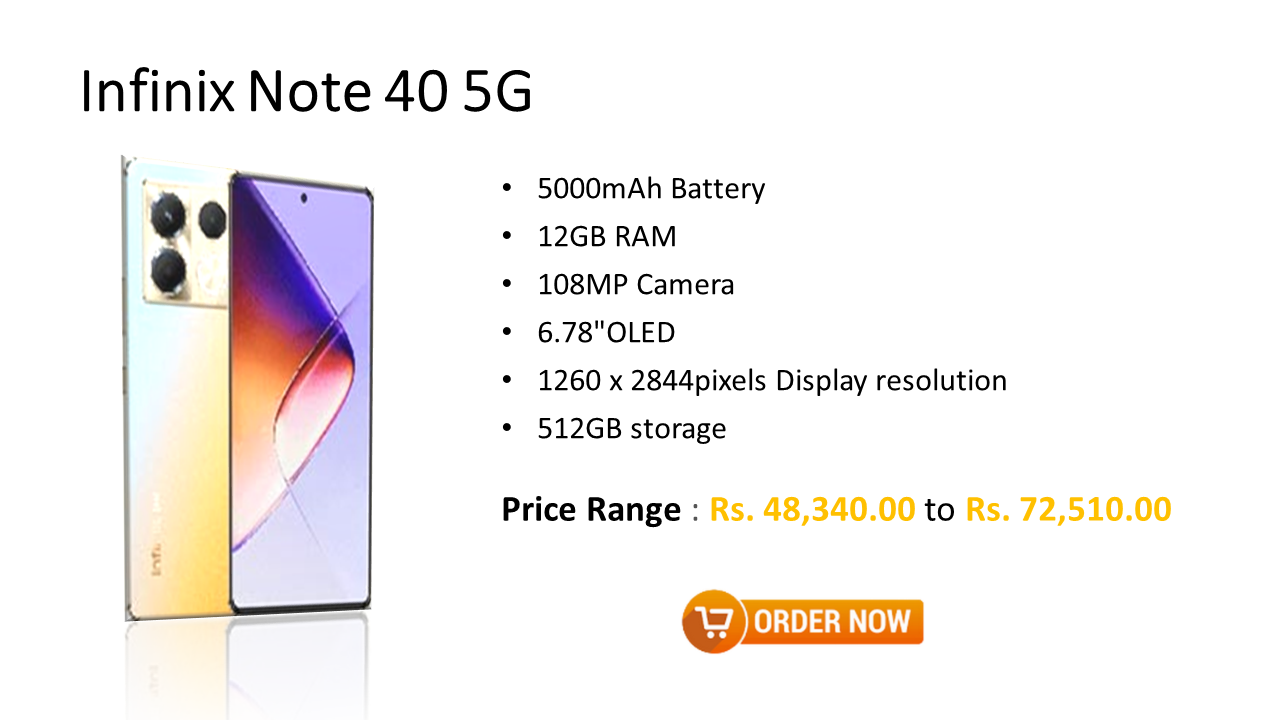 Infinix Note 40 5G
• 5000mAh Battery
• 12GB RAM
• 108MP Camera
• 6.78"OLED
• 1260 x 2844pixels Display resolution
• 512GB storage
Price Range : Rs. 48,340.00 to Rs. 72,510.00
ORDER NOW